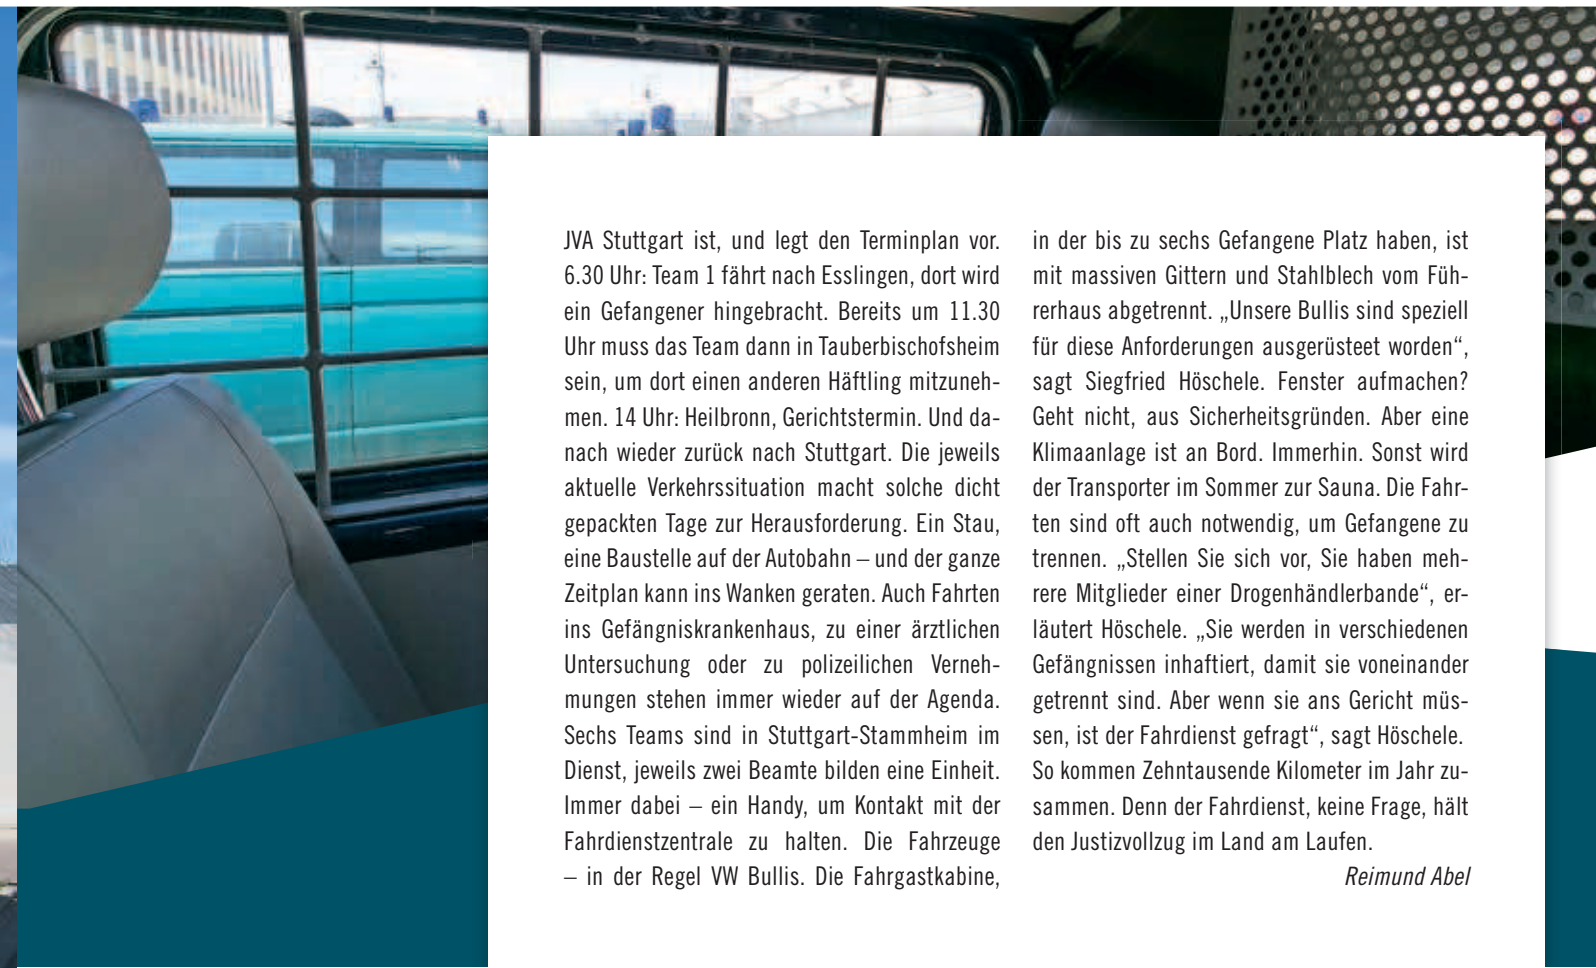 JVA Stuttgart ist, und legt den Terminplan vor.
6.30 Uhr: Team 1 fährt nach Esslingen, dort wird
ein Gefangener hingebracht. Bereits um 11.30
Uhr muss das Team dann in Tauberbischofsheim
sein, um dort einen anderen Häftling mitzuneh-
men. 14 Uhr: Heilbronn, Gerichtstermin. Und da-
nach wieder zurück nach Stuttgart. Die jeweils
aktuelle Verkehrssituation macht solche dicht
gepackten Tage zur Herausforderung. Ein Stau,
eine Baustelle auf der Autobahn – und der ganze
Zeitplan kann ins Wanken geraten. Auch Fahrten
ins Gefängniskrankenhaus, zu einer ärztlichen
Untersuchung oder zu polizeilichen Verneh-
mungen stehen immer wieder auf der Agenda.
Sechs Teams sind in Stuttgart-Stammheim im
Dienst, jeweils zwei Beamte bilden eine Einheit.
Immer dabei – ein Handy, um Kontakt mit der
Fahrdienstzentrale zu halten. Die Fahrzeuge
– in der Regel VW Bullis. Die Fahrgastkabine,
in der bis zu sechs Gefangene Platz haben, ist
mit massiven Gittern und Stahlblech vom Füh-
rerhaus abgetrennt. „Unsere Bullis sind speziell
für diese Anforderungen ausgerüsteet worden“,
sagt Siegfried Höschele. Fenster aufmachen?
Geht nicht, aus Sicherheitsgründen. Aber eine
Klimaanlage ist an Bord. Immerhin. Sonst wird
der Transporter im Sommer zur Sauna. Die Fahr-
ten sind oft auch notwendig, um Gefangene zu
trennen. „Stellen Sie sich vor, Sie haben meh-
rere Mitglieder einer Drogenhändlerbande“, er-
läutert Höschele. „Sie werden in verschiedenen
Gefängnissen inhaftiert, damit sie voneinander
getrennt sind. Aber wenn sie ans Gericht müs-
sen, ist der Fahrdienst gefragt“, sagt Höschele.
So kommen Zehntausende Kilometer im Jahr zu-
sammen. Denn der Fahrdienst, keine Frage, hält
den Justizvollzug im Land am Laufen.
Reimund Abel